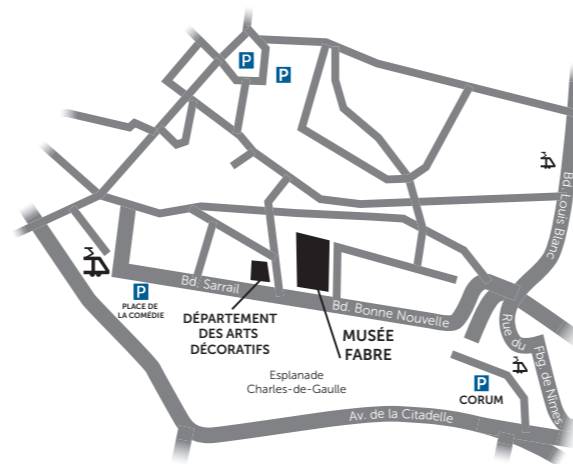 P
P
Bd. Louis Blanc
Bd. Sarrail
P
PLACE DE
LA COMÉDIE
DÉPARTEMENT
DES ARTS
DÉCORATIFS
Bd. Bonne Nouvelle
MUSÉE
FABRE
Rue du
Fbg. de Nîmes
Esplanade
Charles-de-Gaulle
P
CORUM
Av. de la Citadelle